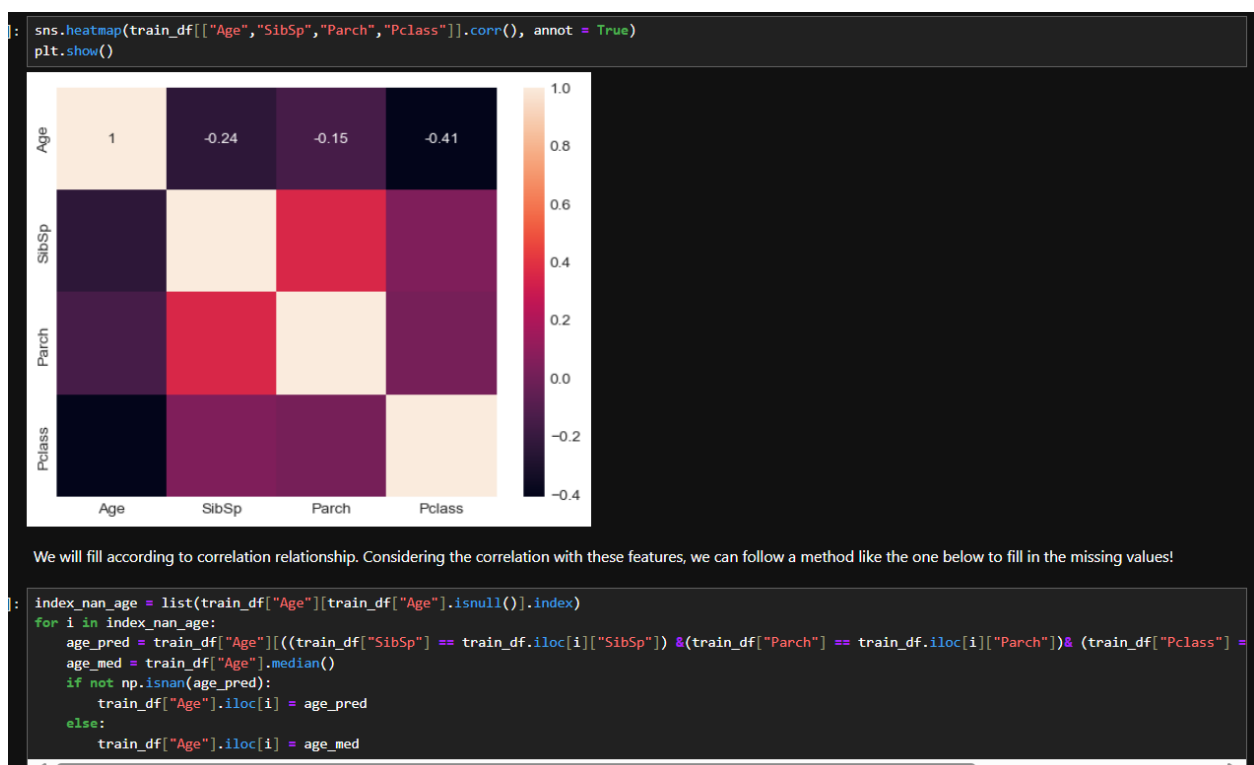 ]: sns.heatmap(train_df[["Age","SibSp","Parch","Pclass"]].corr(), annot = True)
plt.show()
1.0
Age 1 -0.24 -0.15 -0.41
0.8
0.6
SibSp
0.4
0.2
Parch
0.0
−0.2
Pclass
−0.4
Age SibSp Parch Pclass
We will fill according to correlation relationship. Considering the correlation with these features, we can follow a method like the one below to fill in the missing values!
]: index_nan_age = list(train_df["Age"][train_df["Age"].isnull()].index)
for i in index_nan_age:
    age_pred = train_df["Age"][((train_df["SibSp"] == train_df.iloc[i]["SibSp"]) &(train_df["Parch"] == train_df.iloc[i]["Parch"])& (train_df["Pclass"] =
    age_med = train_df["Age"].median()
    if not np.isnan(age_pred):
        train_df["Age"].iloc[i] = age_pred
    else:
        train_df["Age"].iloc[i] = age_med